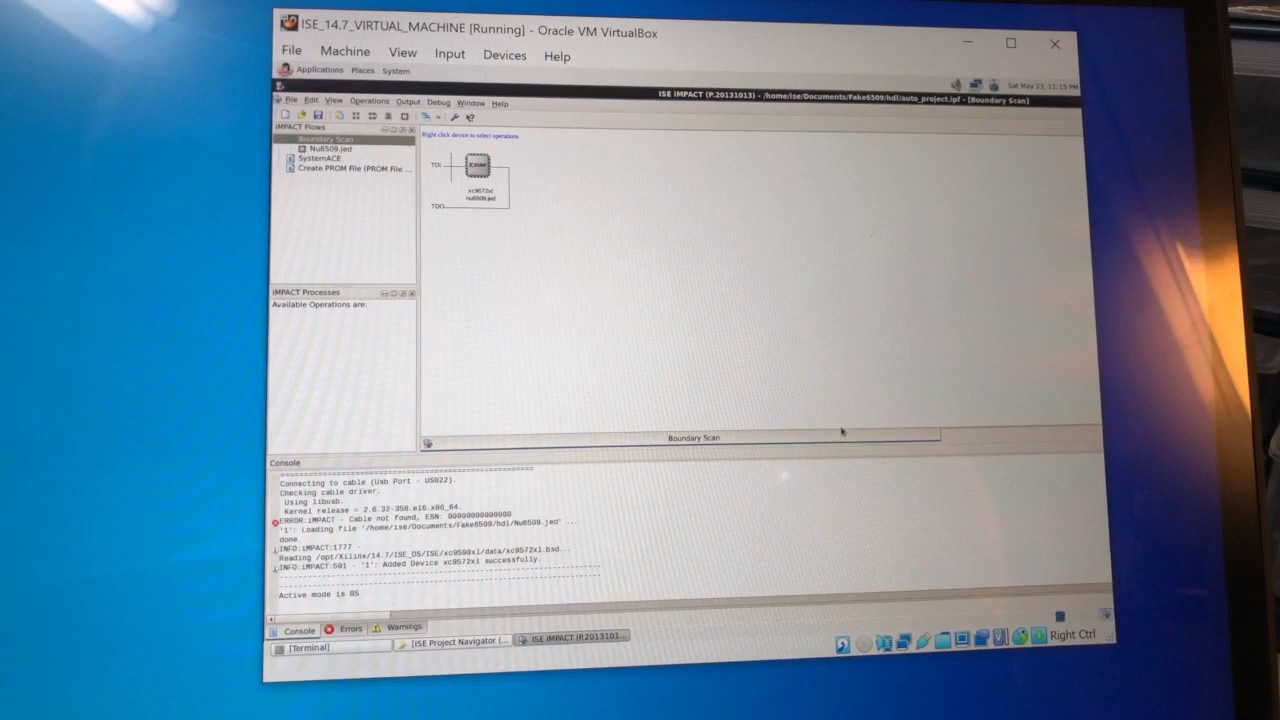 ISE_14.7_VIRTUAL_MACHINE [Running] - Oracle VM VirtualBox
File Machine View Input Devices Help
Applications Places System
Sat May 23, 11:15 PM
ISE iMPACT (P.20131013) - /home/ise/Documents/Fake6509/hdl/auto_project.ipf - [Boundary Scan]
File Edit View Operations Output Debug Window Help
iMPACT Flows
Boundary Scan
Nu6509.jed
SystemACE
Create PROM File (PROM File ...
Right click device to select operations
TDI
xc9572xl
nu6509.jed
TDO
iMPACT Processes
Available Operations are:
Boundary Scan
Console
Connecting to cable (Usb Port - USB22).
Checking cable driver.
Using libusb.
Kernel release = 2.6.32-358.el6.x86_64.
ERROR:iMPACT - Cable not found, ESN: 00000000000000
'1': Loading file '/home/ise/Documents/Fake6509/hdl/Nu6509.jed' ...
done.
INFO:iMPACT:1777 -
Reading /opt/Xilinx/14.7/ISE_DS/ISE/xc9500xl/data/xc9572xl.bsd...
INFO:iMPACT:501 - '1': Added Device xc9572xl successfully.
Active mode is BS
Console Errors Warnings
[Terminal] [ISE Project Navigator (... ISE iMPACT (P.2013101...
Right Ctrl